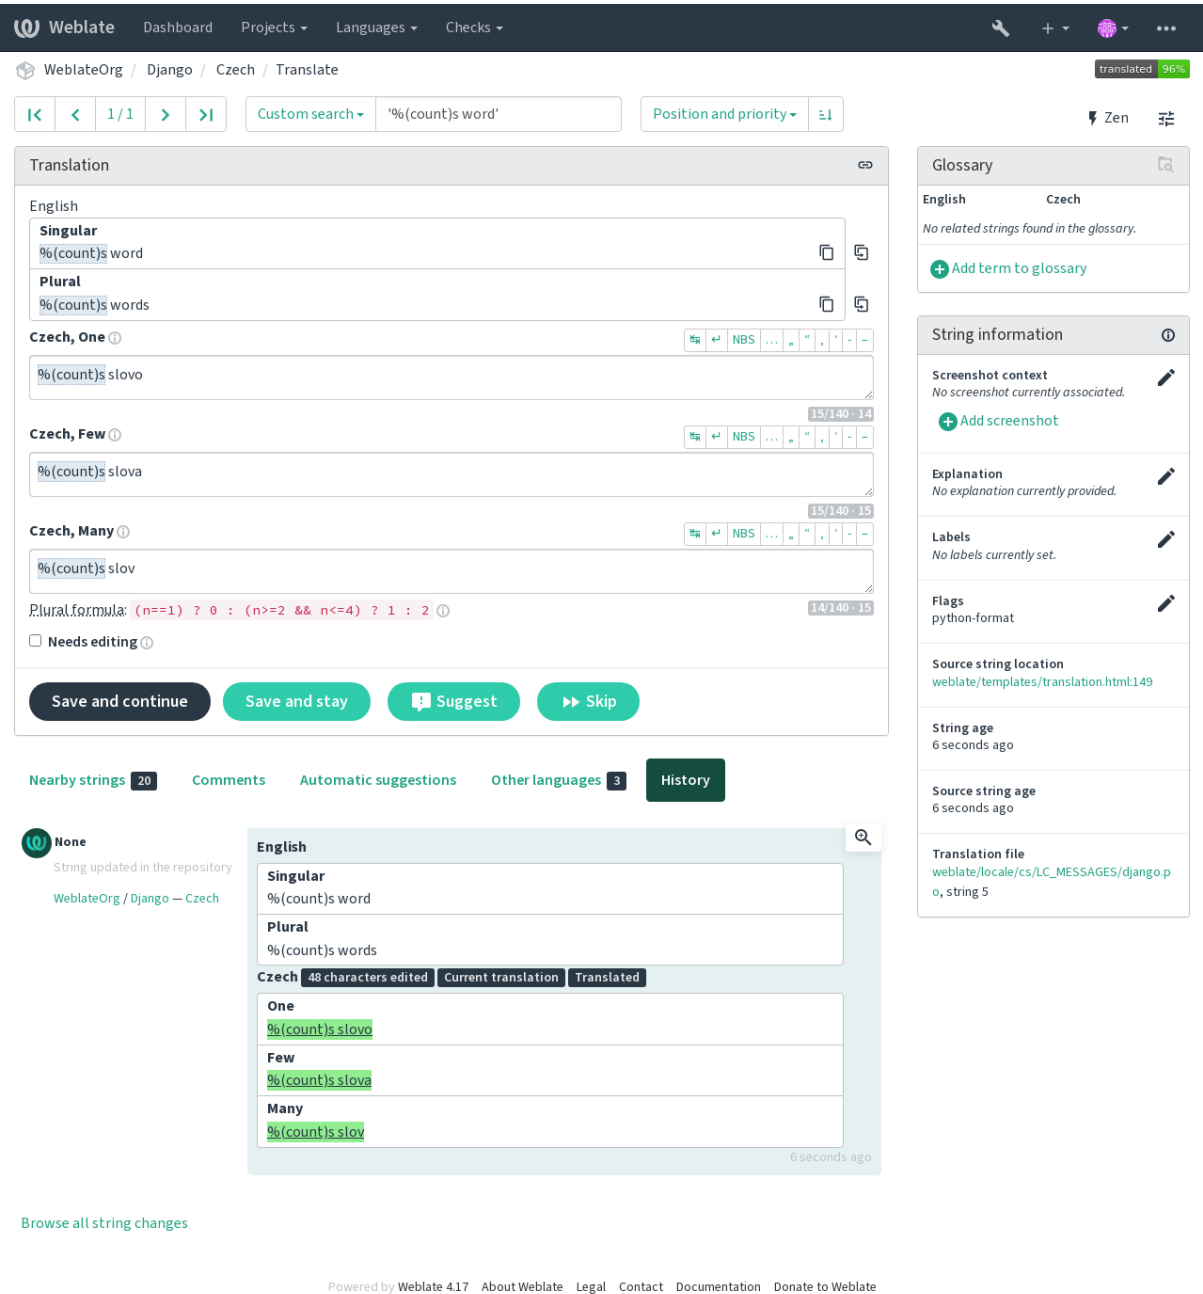 Weblate Dashboard Projects Languages Checks
WeblateOrg / Django / Czech / Translate
translated 96%
1 / 1
Custom search '%(count)s word'
Position and priority
Zen
Translation
English
Singular
%(count)s word
Plural
%(count)s words
Czech, One
↹ ↵ NBS … „ “ ‚ ‘ - –
%(count)s slovo
15/140 · 14
Czech, Few
↹ ↵ NBS … „ “ ‚ ‘ - –
%(count)s slova
15/140 · 15
Czech, Many
↹ ↵ NBS … „ “ ‚ ‘ - –
%(count)s slov
14/140 · 15
Plural formula: (n==1) ? 0 : (n>=2 && n<=4) ? 1 : 2
Needs editing
Save and continue Save and stay Suggest Skip
Glossary
English Czech
No related strings found in the glossary.
Add term to glossary
String information
Screenshot context
No screenshot currently associated.
Add screenshot
Explanation
No explanation currently provided.
Labels
No labels currently set.
Flags
python-format
Source string location
weblate/templates/translation.html:149
String age
6 seconds ago
Source string age
6 seconds ago
Translation file
weblate/locale/cs/LC_MESSAGES/django.p
o, string 5
Nearby strings 20 Comments Automatic suggestions Other languages 3 History
None
String updated in the repository
WeblateOrg / Django — Czech
English
Singular
%(count)s word
Plural
%(count)s words
Czech 48 characters edited Current translation Translated
One
%(count)s slovo
Few
%(count)s slova
Many
%(count)s slov
6 seconds ago
Browse all string changes
Powered by Weblate 4.17 About Weblate Legal Contact Documentation Donate to Weblate